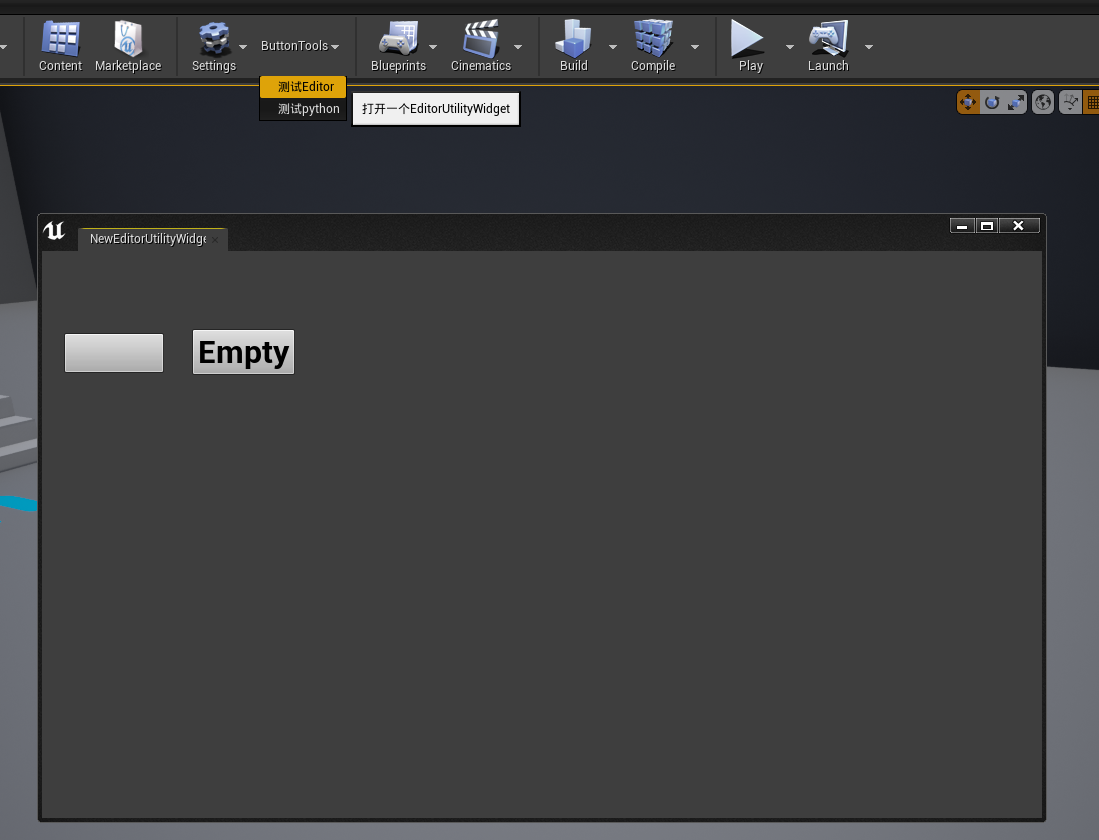 Content
Marketplace
Settings
ButtonTools
Blueprints
Cinematics
Build
Compile
Play
Launch
测试Editor
测试python
打开一个EditorUtilityWidget
NewEditorUtilityWidge
Empty